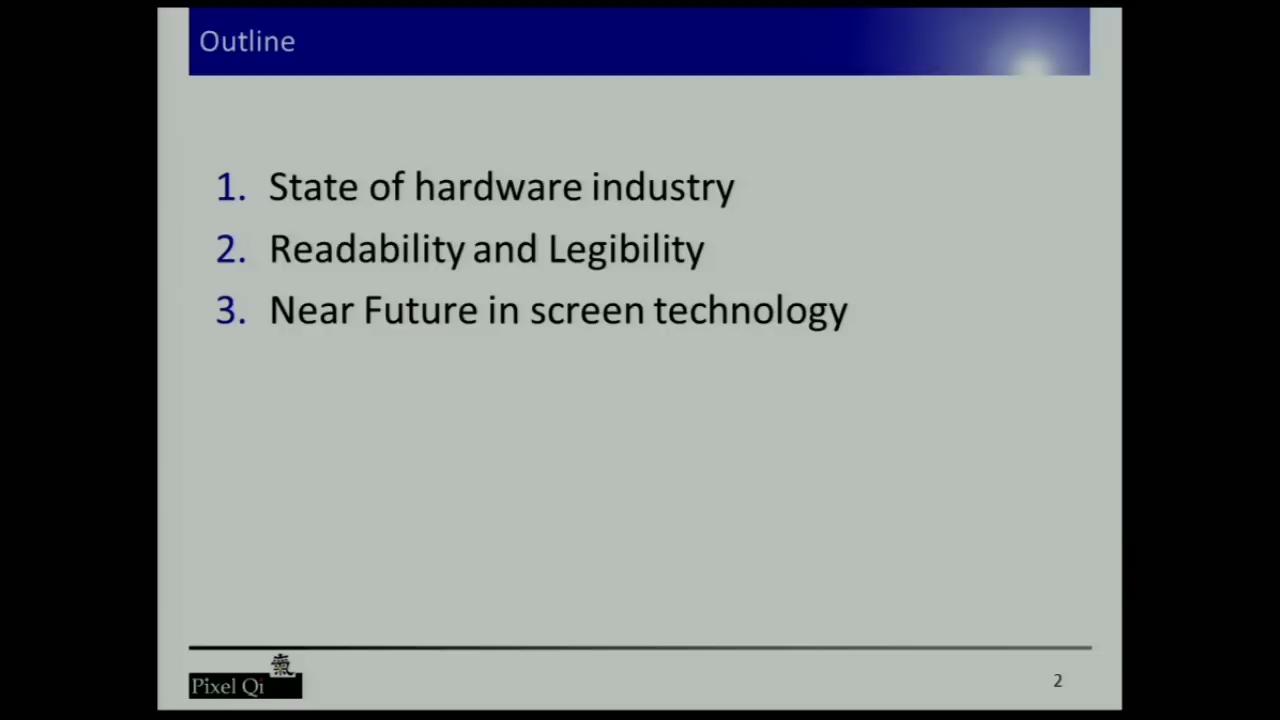 Outline
1. State of hardware industry
2. Readability and Legibility
3. Near Future in screen technology
氣
Pixel Qi
2